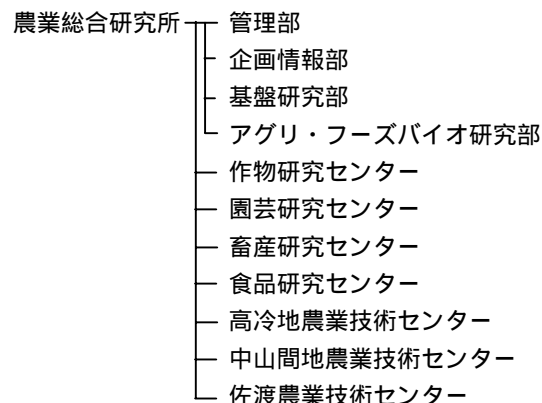 農業総合研究所 管理部
企画情報部
基盤研究部
アグリ・フーズバイオ研究部
作物研究センター
園芸研究センター
畜産研究センター
食品研究センター
高冷地農業技術センター
中山間地農業技術センター
佐渡農業技術センター